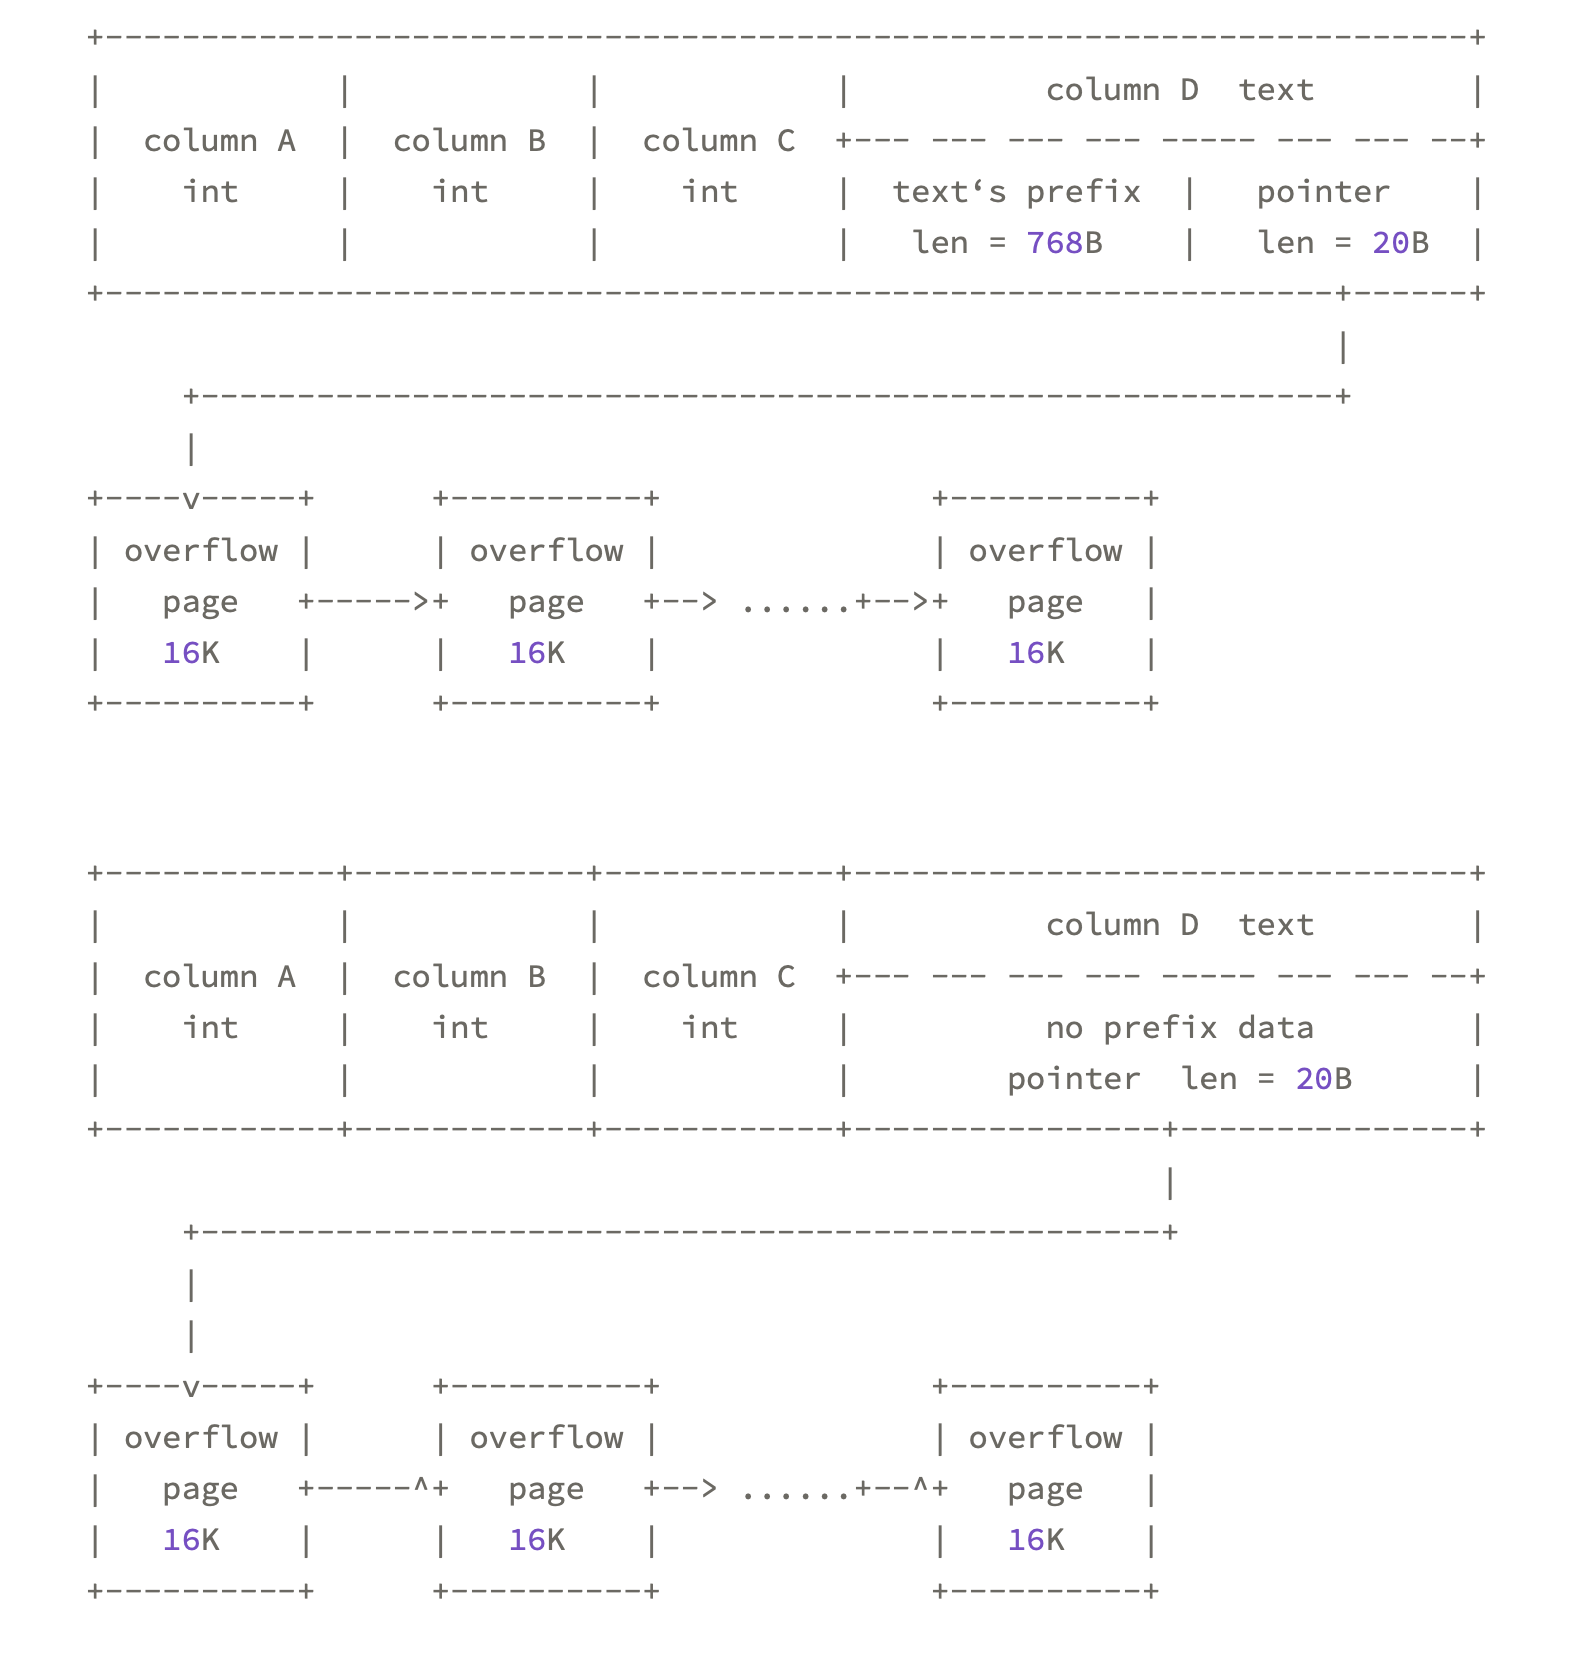 +-----------------------------------------------------------------------+
|            |            |            |          column D  text        |
|  column A  |  column B  |  column C  +--- --- --- --- ----- --- --- --+
|    int     |    int     |    int     |  text‘s prefix  |   pointer    |
|            |            |            |   len = 768B    |   len = 20B  |
+----------------------------------------------------------------+------+
                                                                 |
     +-----------------------------------------------------------+
     |
+----v-----+      +----------+              +----------+
| overflow |      | overflow |              | overflow |
|   page   +----->+   page   +--> ......+-->+   page   |
|   16K    |      |   16K    |              |   16K    |
+----------+      +----------+              +----------+
+------------+------------+------------+--------------------------------+
|            |            |            |          column D  text        |
|  column A  |  column B  |  column C  +--- --- --- --- ----- --- --- --+
|    int     |    int     |    int     |          no prefix data        |
|            |            |            |        pointer  len = 20B      |
+------------+------------+------------+----------------+---------------+
                                                        |
     +--------------------------------------------------+
     |
     |
+----v-----+      +----------+              +----------+
| overflow |      | overflow |              | overflow |
|   page   +-----^+   page   +--> ......+--^+   page   |
|   16K    |      |   16K    |              |   16K    |
+----------+      +----------+              +----------+